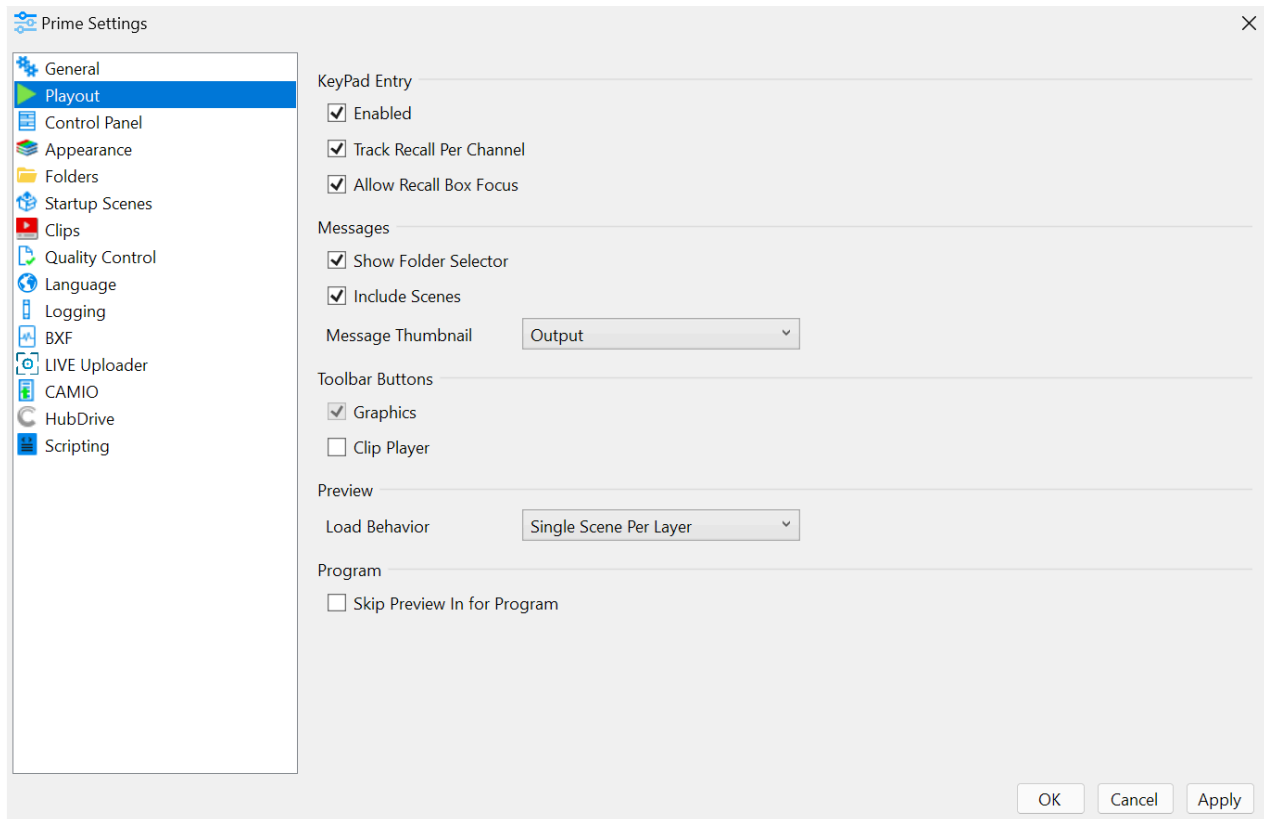 Prime Settings
General
Playout
Control Panel
Appearance
Folders
Startup Scenes
Clips
Quality Control
Language
Logging
BXF
LIVE Uploader
CAMIO
HubDrive
Scripting
KeyPad Entry
Enabled
Track Recall Per Channel
Allow Recall Box Focus
Messages
Show Folder Selector
Include Scenes
Message Thumbnail Output
Toolbar Buttons
Graphics
Clip Player
Preview
Load Behavior Single Scene Per Layer
Program
Skip Preview In for Program
OK Cancel Apply